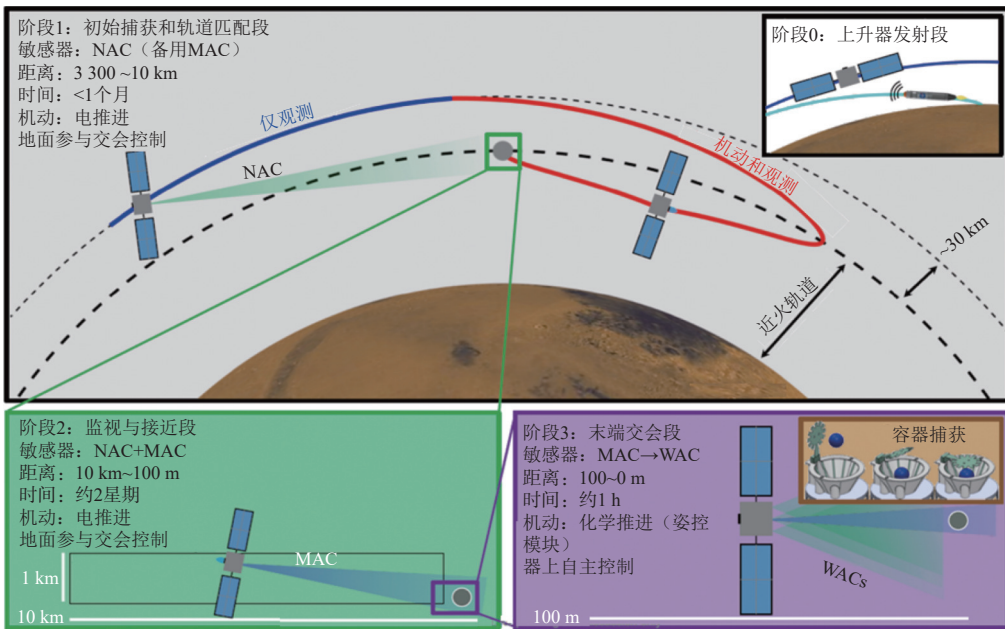 阶段1：初始捕获和轨道匹配段
敏感器：NAC（备用MAC）
距离：3 300 ~10 km
时间：<1个月
机动：电推进
地面参与交会控制
仅观测
NAC
机动和观测
阶段0：上升器发射段
~30 km
近火轨道
阶段2：监视与接近段
敏感器：NAC+MAC
距离：10 km~100 m
时间：约2星期
机动：电推进
地面参与交会控制
MAC
1 km
10 km
阶段3：末端交会段
敏感器：MAC→WAC
距离：100~0 m
时间：约1 h
机动：化学推进（姿控
模块）
器上自主控制
容器捕获
WACs
100 m